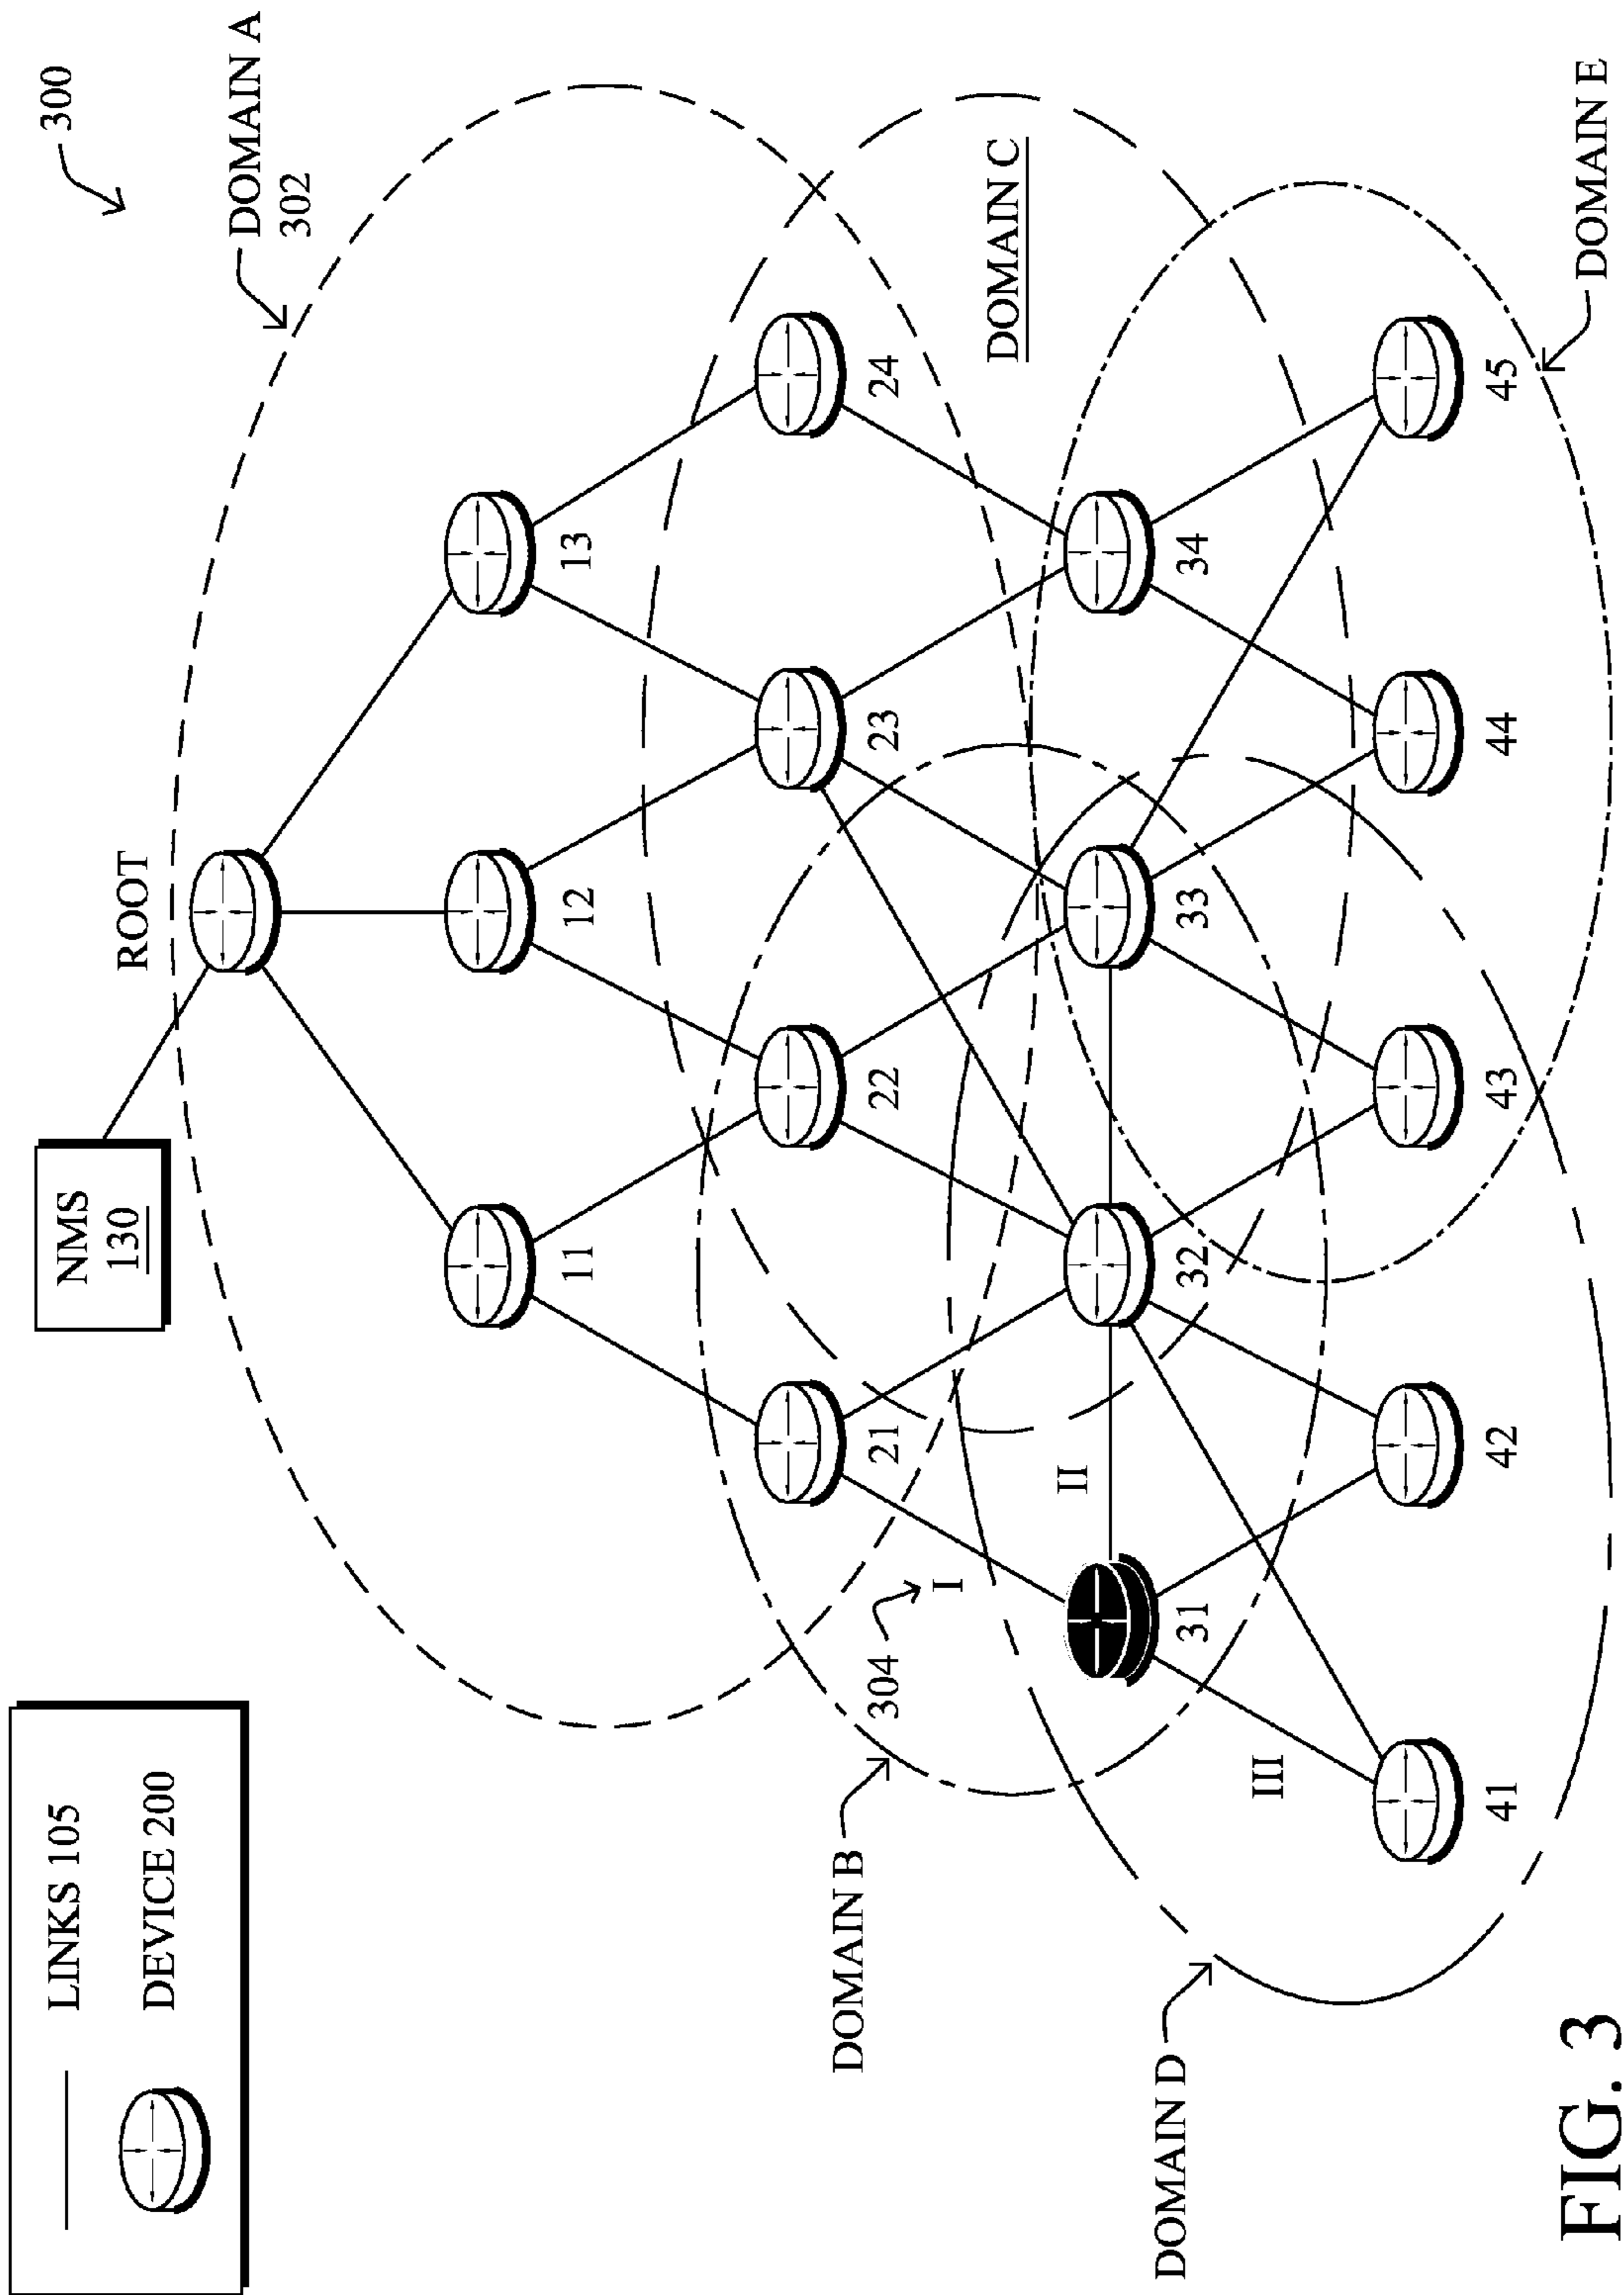 LINKS 105
DEVICE 200
NMS
130
300
DOMAIN A
302
ROOT
11
12
13
21
22
23
24
DOMAIN B
304
I
II
DOMAIN C
31
32
33
34
III
DOMAIN D
41
42
43
44
45
DOMAIN E
FIG. 3